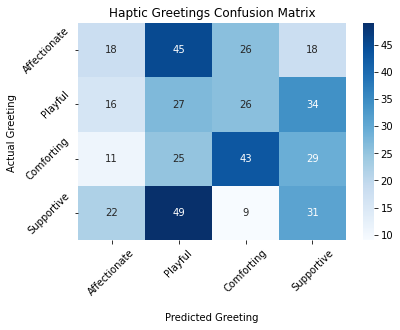 Haptic Greetings Confusion Matrix
Actual Greeting
Affectionate 18 45 26 18
Playful 16 27 26 34
Comforting 11 25 43 29
Supportive 22 49 9 31
Affectionate Playful Comforting Supportive
Predicted Greeting
45
40
35
30
25
20
15
10